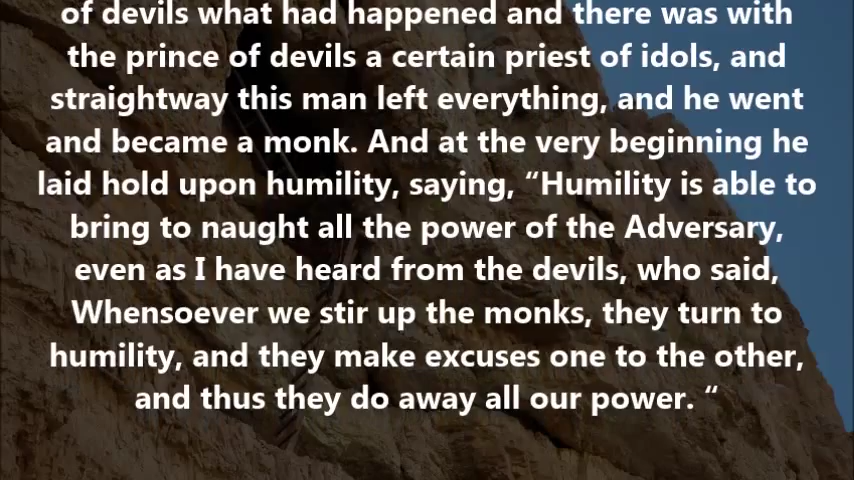 of devils what had happened and there was with
the prince of devils a certain priest of idols, and
straightway this man left everything, and he went
and became a monk. And at the very beginning he
laid hold upon humility, saying, “Humility is able to
bring to naught all the power of the Adversary,
even as I have heard from the devils, who said,
Whensoever we stir up the monks, they turn to
humility, and they make excuses one to the other,
and thus they do away all our power. “